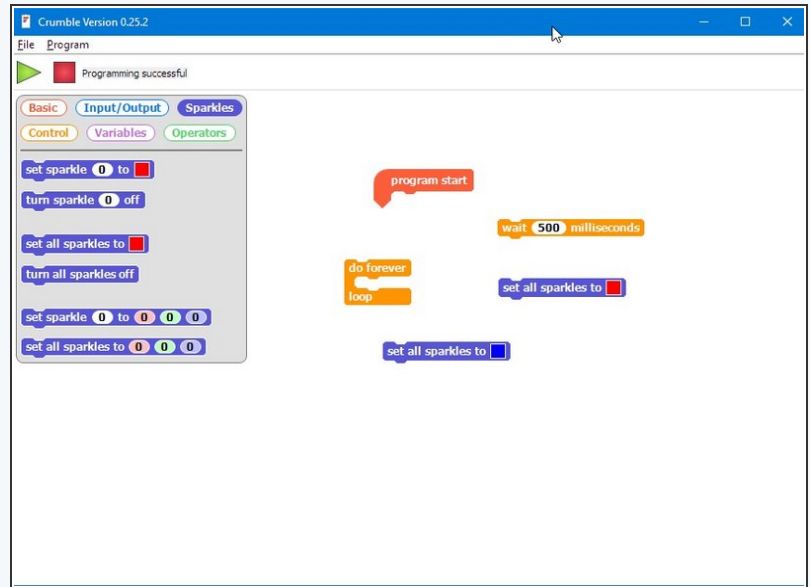 Crumble Version 0.25.2
File Program
Programming successful
Basic Input/Output Sparkles
Control Variables Operators
set sparkle 0 to
turn sparkle 0 off
set all sparkles to
turn all sparkles off
set sparkle 0 to 0 0 0
set all sparkles to 0 0 0
program start
wait 500 milliseconds
do forever
loop
set all sparkles to
set all sparkles to